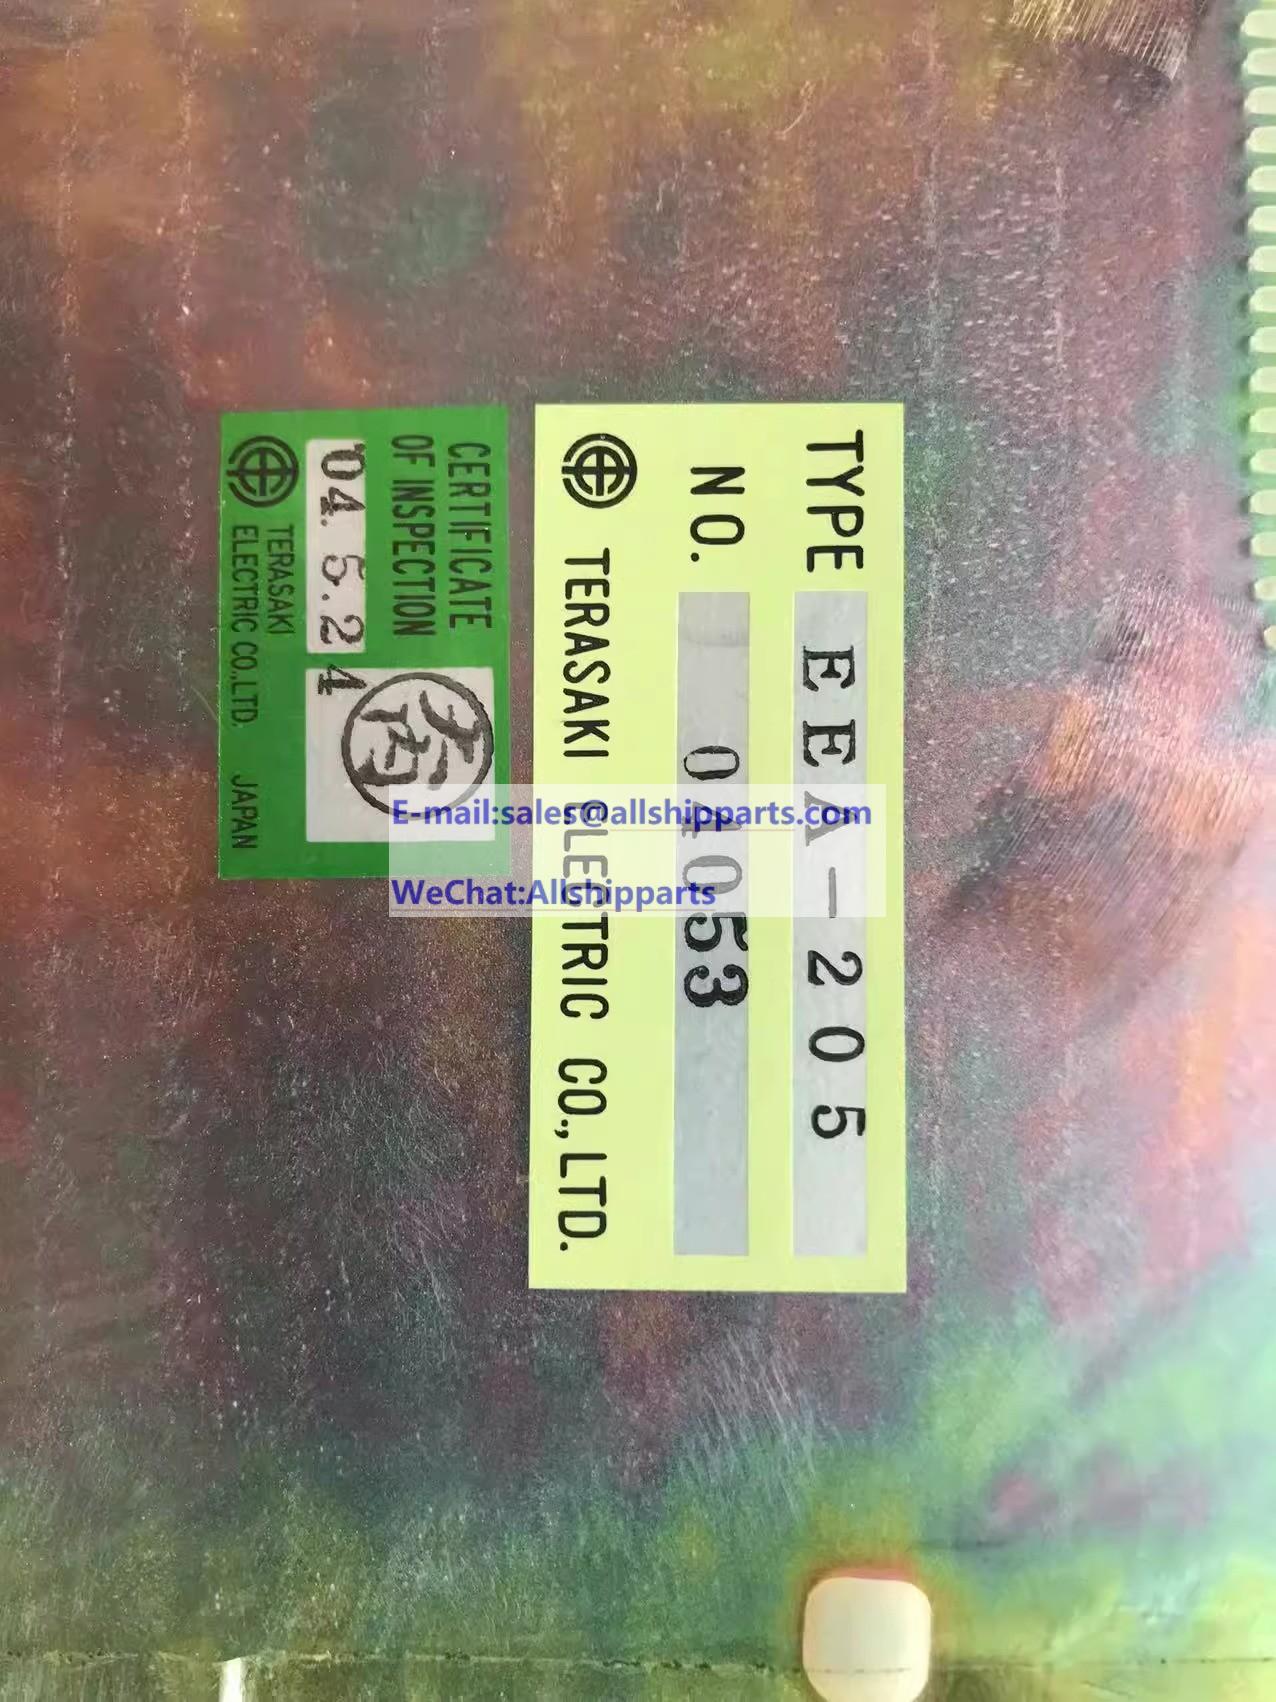 TYPE EEA-205
NO. 04053
TERASAKI ELECTRIC CO., LTD.
CERTIFICATE
OF INSPECTION
04.5.24
TERASAKI
ELECTRIC CO.,LTD. JAPAN
E-mail:sales@allshipparts.com
WeChat:Allshipparts